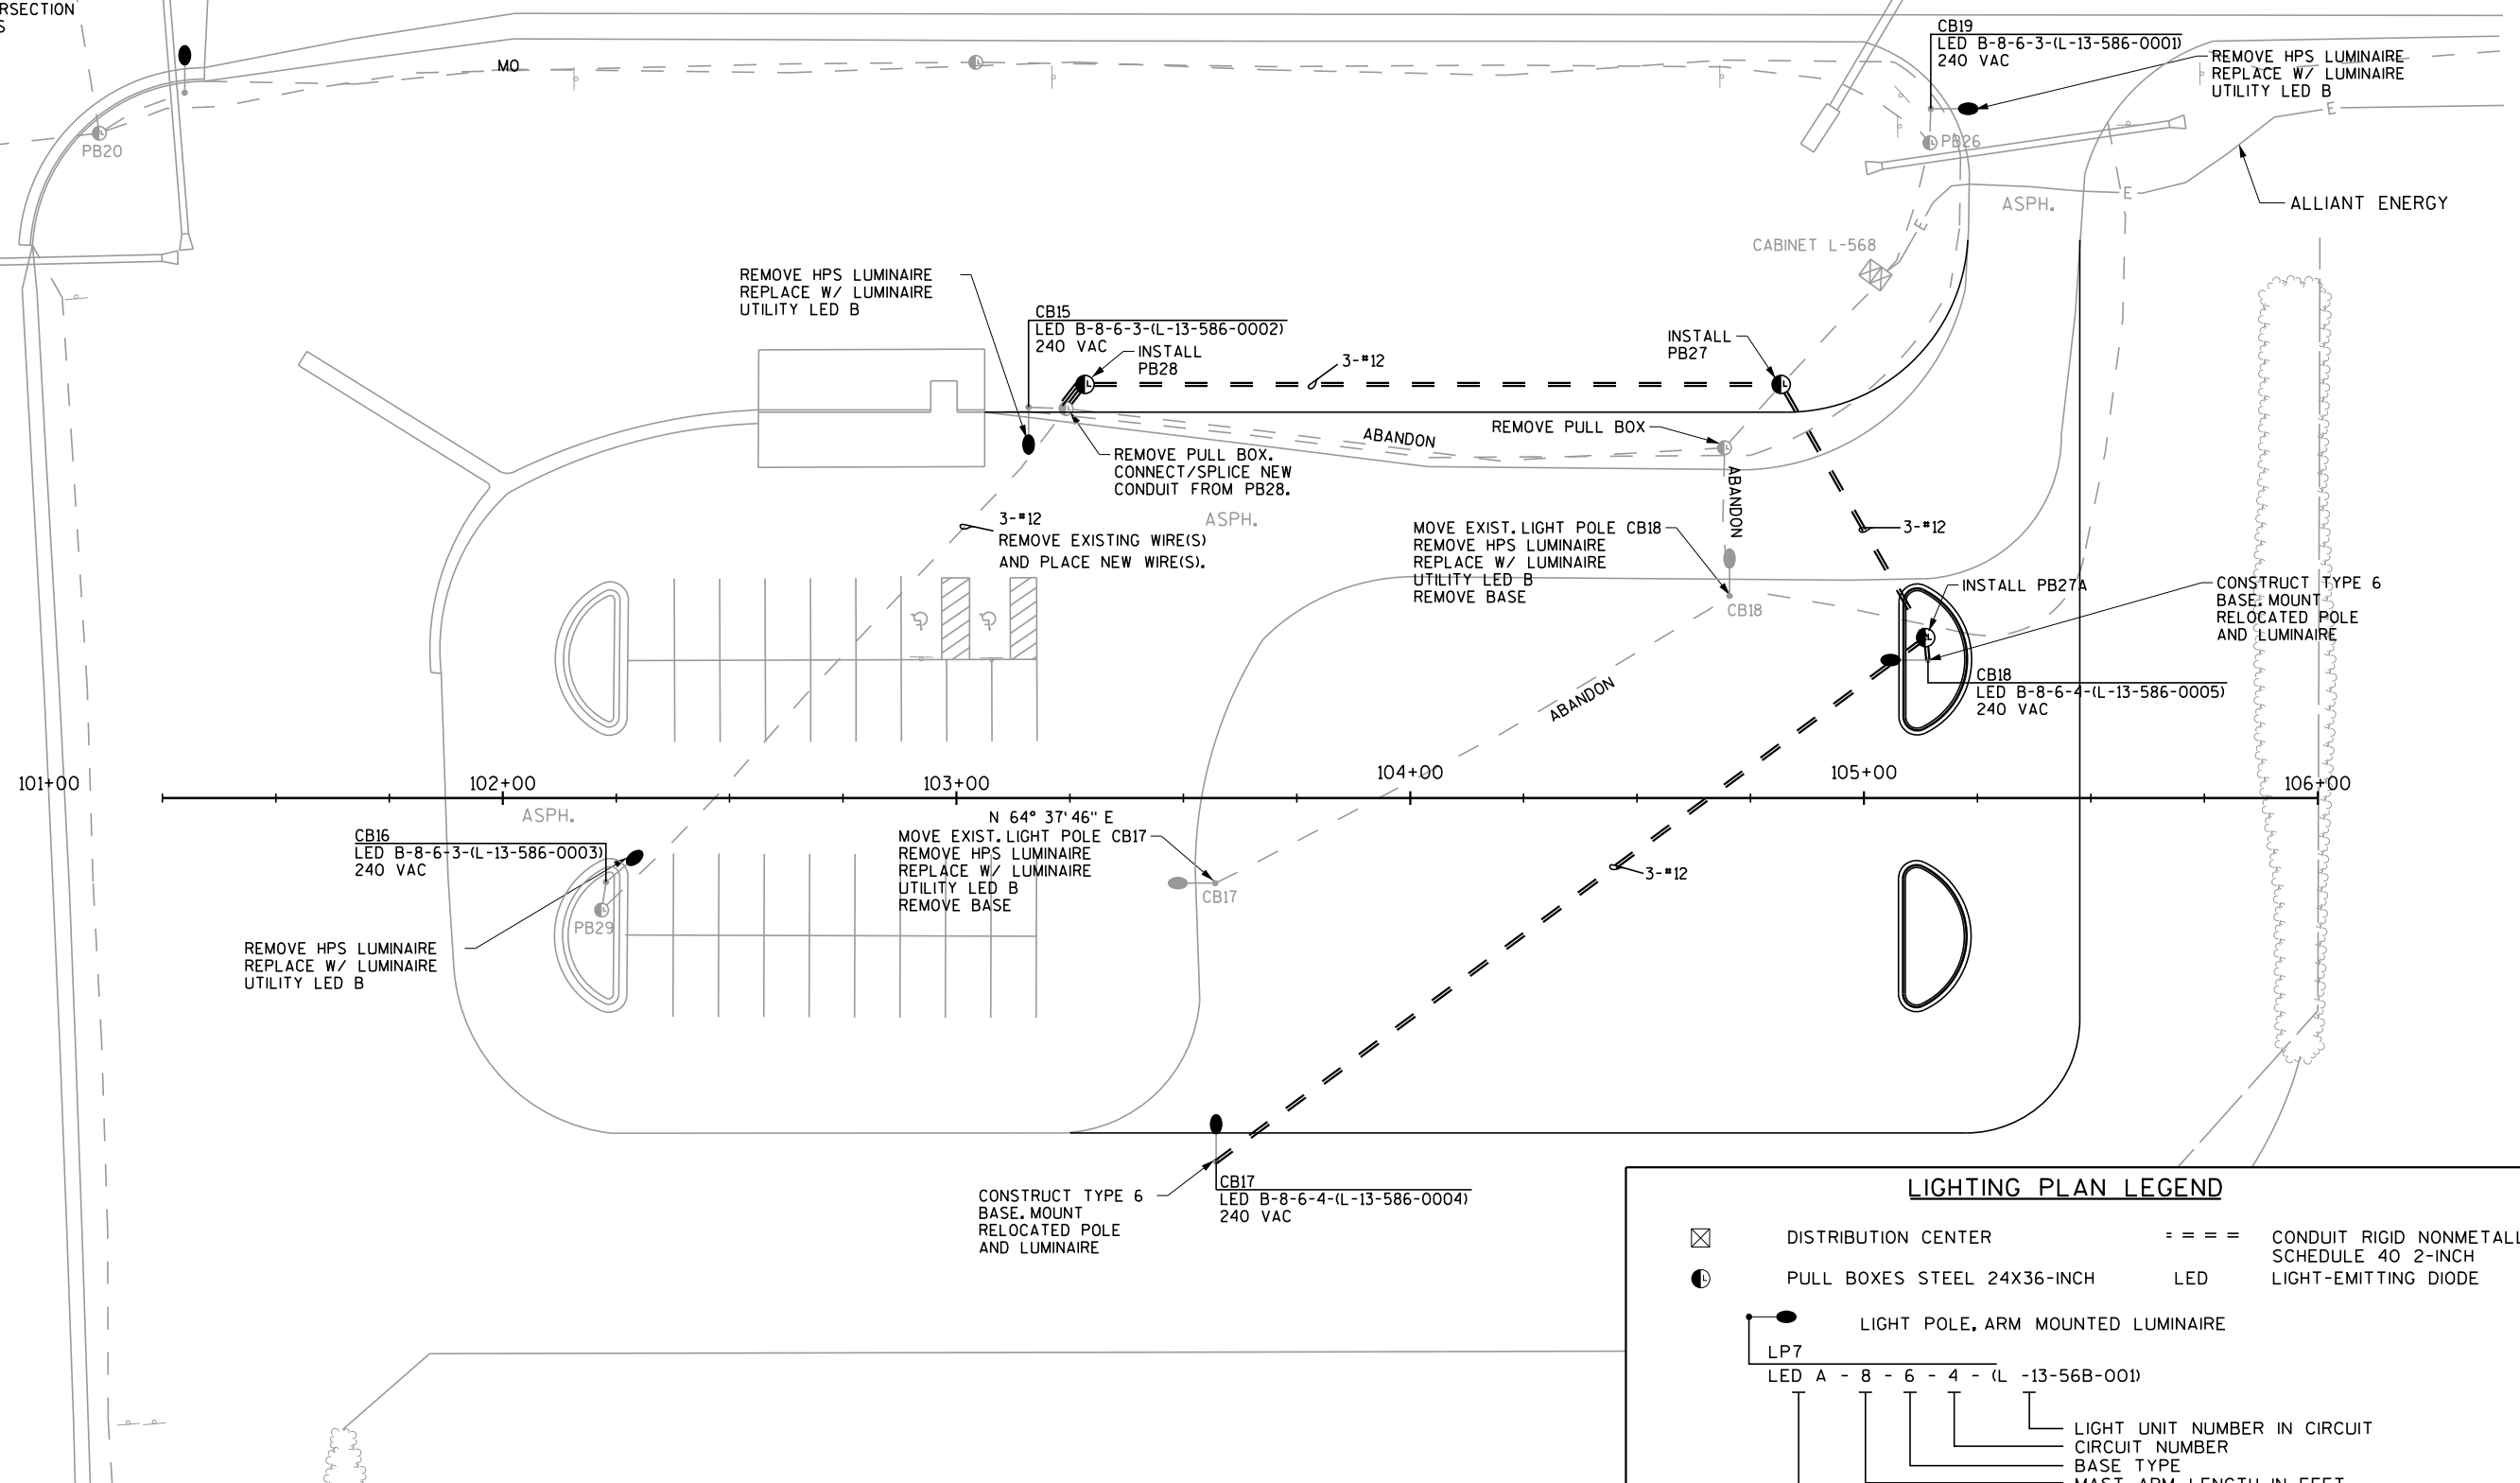 RSECTION
S
MO
PB20
CB19
LED B-8-6-3-(L-13-586-0001)
240 VAC
REMOVE HPS LUMINAIRE
REPLACE W/ LUMINAIRE
UTILITY LED B
PB26
E
E
E
ASPH.
ALLIANT ENERGY
CABINET L-568
REMOVE HPS LUMINAIRE
REPLACE W/ LUMINAIRE
UTILITY LED B
CB15
LED B-8-6-3-(L-13-586-0002)
240 VAC
INSTALL
PB28
3-#12
INSTALL
PB27
REMOVE PULL BOX
ABANDON
REMOVE PULL BOX.
CONNECT/SPLICE NEW
CONDUIT FROM PB28.
ASPH.
3-#12
REMOVE EXISTING WIRE(S)
AND PLACE NEW WIRE(S).
ABANDON
MOVE EXIST. LIGHT POLE CB18
REMOVE HPS LUMINAIRE
REPLACE W/ LUMINAIRE
UTILITY LED B
REMOVE BASE
3-#12
CB18
INSTALL PB27A
CONSTRUCT TYPE 6
BASE. MOUNT
RELOCATED POLE
AND LUMINAIRE
CB18
LED B-8-6-4-(L-13-586-0005)
240 VAC
ABANDON
101+00
102+00
103+00
104+00
105+00
106+00
ASPH.
N 64° 37' 46" E
CB16
LED B-8-6-3-(L-13-586-0003)
240 VAC
MOVE EXIST. LIGHT POLE CB17
REMOVE HPS LUMINAIRE
REPLACE W/ LUMINAIRE
UTILITY LED B
REMOVE BASE
CB17
3-#12
PB29
REMOVE HPS LUMINAIRE
REPLACE W/ LUMINAIRE
UTILITY LED B
CONSTRUCT TYPE 6
BASE. MOUNT
RELOCATED POLE
AND LUMINAIRE
CB17
LED B-8-6-4-(L-13-586-0004)
240 VAC
LIGHTING PLAN LEGEND
DISTRIBUTION CENTER
CONDUIT RIGID NONMETALL
SCHEDULE 40 2-INCH
PULL BOXES STEEL 24X36-INCH
LED LIGHT-EMITTING DIODE
LIGHT POLE, ARM MOUNTED LUMINAIRE
LP7
LED A - 8 - 6 - 4 - (L -13-56B-001)
LIGHT UNIT NUMBER IN CIRCUIT
CIRCUIT NUMBER
BASE TYPE
MAST ARM LENGTH IN FEET